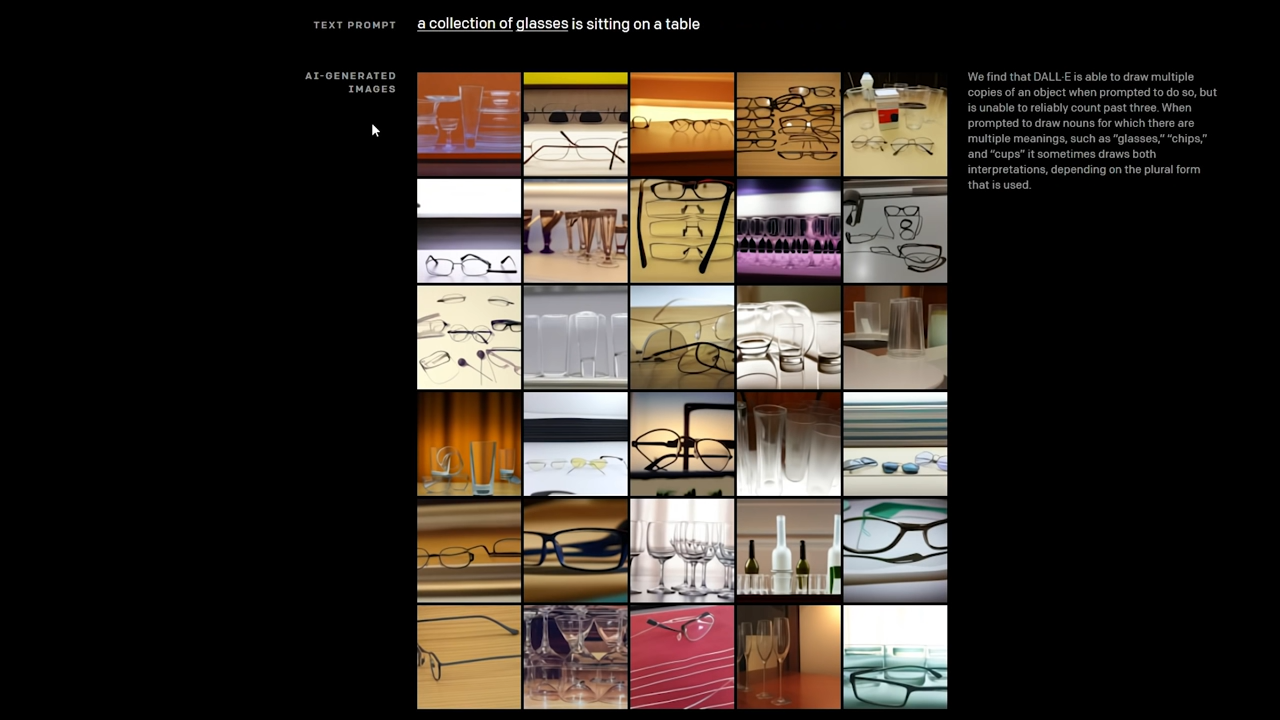 TEXT PROMPT
a collection of glasses is sitting on a table
AI-GENERATED
IMAGES
We find that DALL·E is able to draw multiple
copies of an object when prompted to do so, but
is unable to reliably count past three. When
prompted to draw nouns for which there are
multiple meanings, such as “glasses,” “chips,”
and “cups” it sometimes draws both
interpretations, depending on the plural form
that is used.